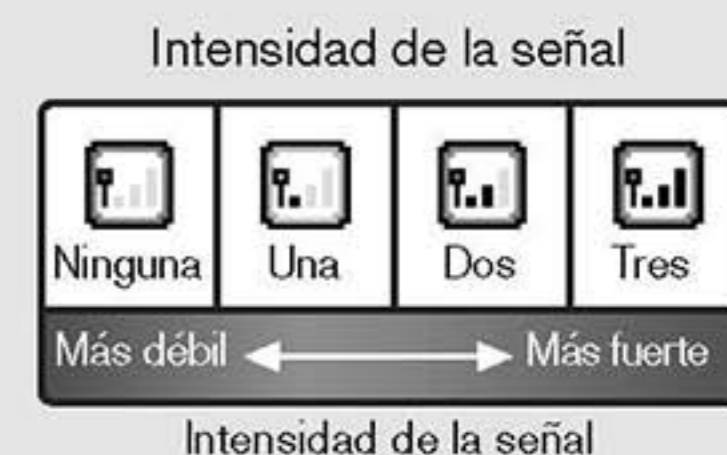 Intensidad de la señal
Ninguna Una Dos Tres
Más débil Más fuerte
Intensidad de la señal